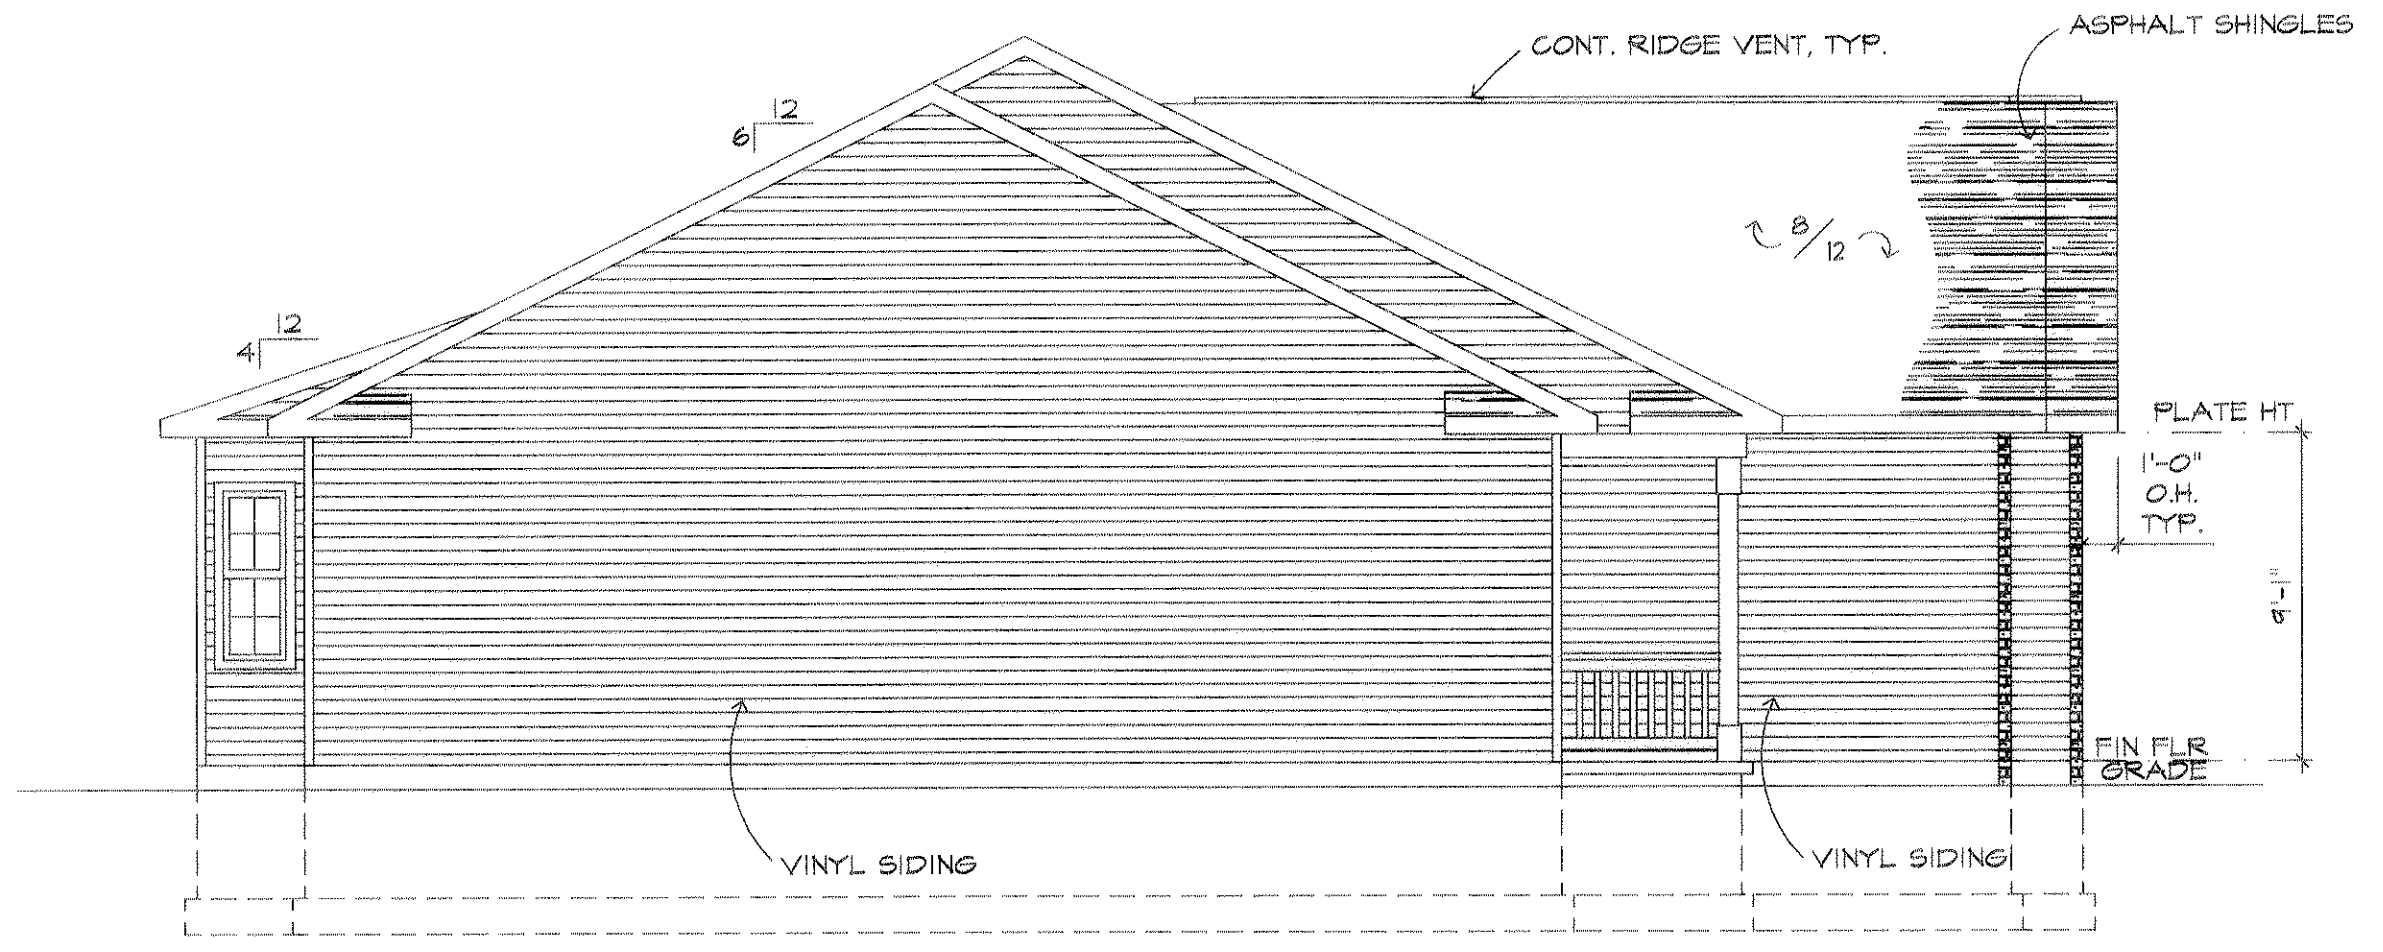 ASPHALT SHINGLES
CONT. RIDGE VENT, TYP.
12
6
8/12
12
4
PLATE HT
1'-0"
O.H.
TYP.
FIN FLR
GRADE
VINYL SIDING
VINYL SIDING